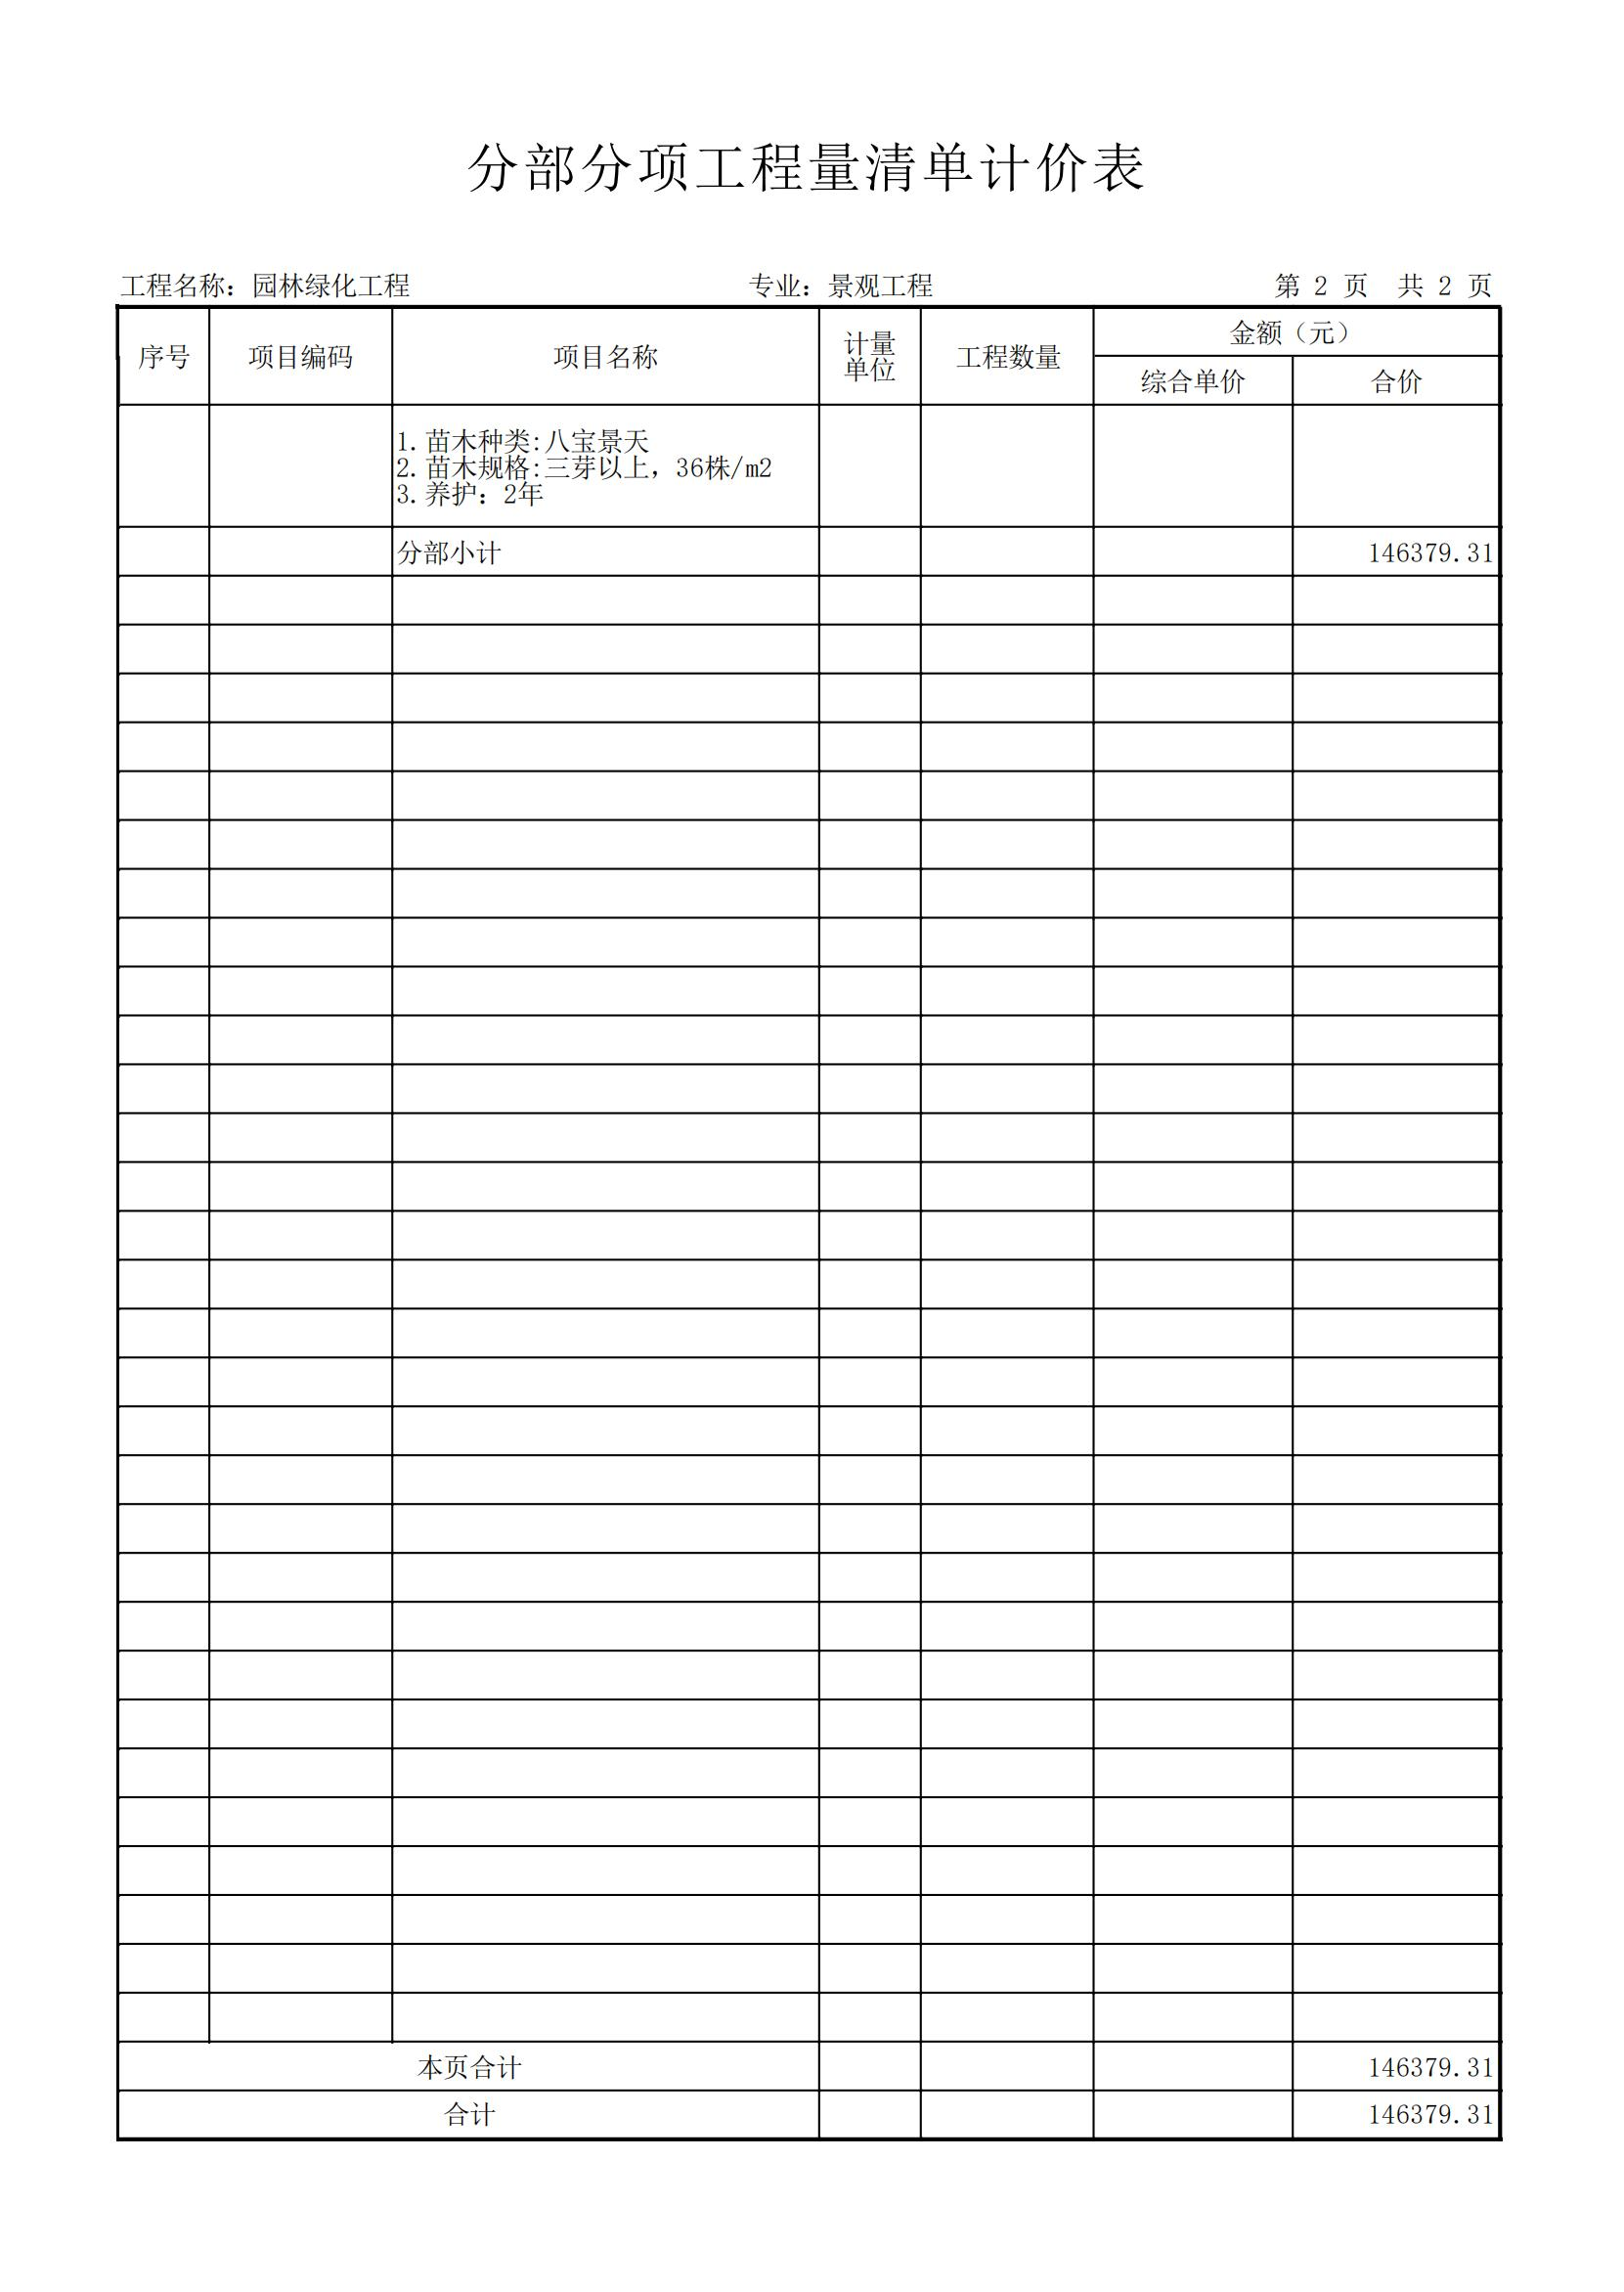 分部分项工程量清单计价表
工程名称：园林绿化工程 专业：景观工程 第 2 页 共 2 页
序号 项目编码 项目名称 计量单位 工程数量 金额（元）
综合单价 合价
1.苗木种类:八宝景天
2.苗木规格:三芽以上，36株/m2
3.养护：2年
分部小计 146379.31
本页合计 146379.31
合计 146379.31